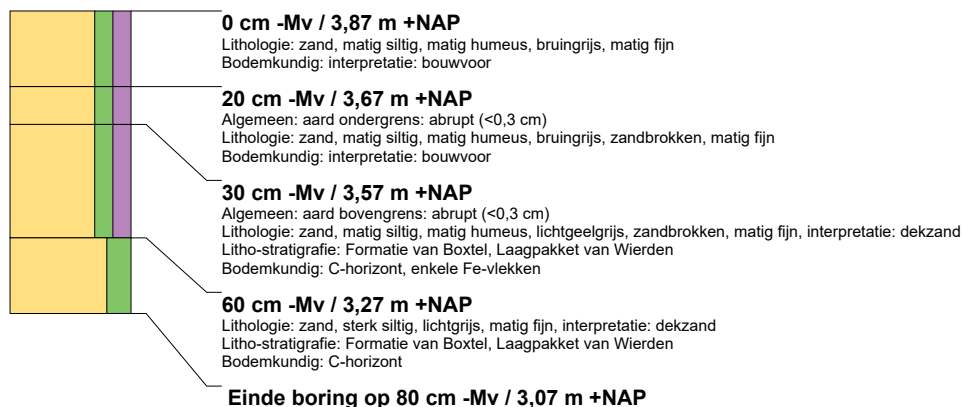 0 cm -Mv / 3,87 m +NAP
Lithologie: zand, matig siltig, matig humeus, bruingrijs, matig fijn
Bodemkundig: interpretatie: bouwvoor
20 cm -Mv / 3,67 m +NAP
Algemeen: aard ondergrens: abrupt (<0,3 cm)
Lithologie: zand, matig siltig, matig humeus, bruingrijs, zandbrokken, matig fijn
Bodemkundig: interpretatie: bouwvoor
30 cm -Mv / 3,57 m +NAP
Algemeen: aard bovengrens: abrupt (<0,3 cm)
Lithologie: zand, matig siltig, matig humeus, lichtgeelgrijs, zandbrokken, matig fijn, interpretatie: dekzand
Litho-stratigrafie: Formatie van Boxtel, Laagpakket van Wierden
Bodemkundig: C-horizont, enkele Fe-vlekken
60 cm -Mv / 3,27 m +NAP
Lithologie: zand, sterk siltig, lichtgrijs, matig fijn, interpretatie: dekzand
Litho-stratigrafie: Formatie van Boxtel, Laagpakket van Wierden
Bodemkundig: C-horizont
Einde boring op 80 cm -Mv / 3,07 m +NAP